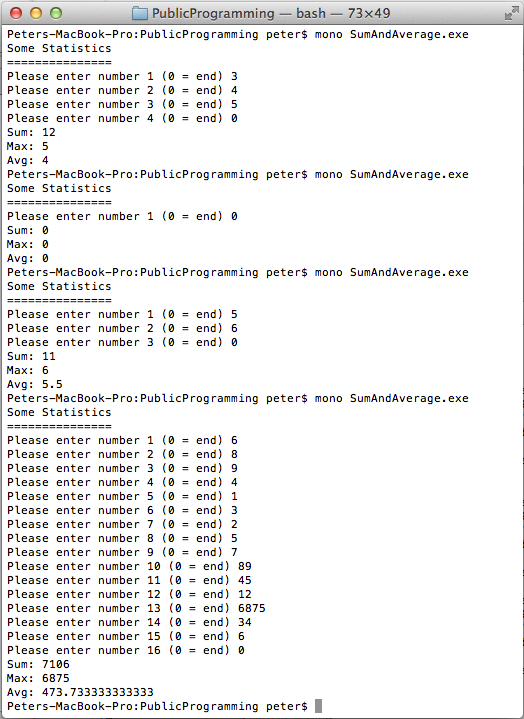 PublicProgramming — bash — 73×49
Peters-MacBook-Pro:PublicProgramming peter$ mono SumAndAverage.exe
Some Statistics
===============
Please enter number 1 (0 = end) 3
Please enter number 2 (0 = end) 4
Please enter number 3 (0 = end) 5
Please enter number 4 (0 = end) 0
Sum: 12
Max: 5
Avg: 4
Peters-MacBook-Pro:PublicProgramming peter$ mono SumAndAverage.exe
Some Statistics
===============
Please enter number 1 (0 = end) 0
Sum: 0
Max: 0
Avg: 0
Peters-MacBook-Pro:PublicProgramming peter$ mono SumAndAverage.exe
Some Statistics
===============
Please enter number 1 (0 = end) 5
Please enter number 2 (0 = end) 6
Please enter number 3 (0 = end) 0
Sum: 11
Max: 6
Avg: 5.5
Peters-MacBook-Pro:PublicProgramming peter$ mono SumAndAverage.exe
Some Statistics
===============
Please enter number 1 (0 = end) 6
Please enter number 2 (0 = end) 8
Please enter number 3 (0 = end) 9
Please enter number 4 (0 = end) 4
Please enter number 5 (0 = end) 1
Please enter number 6 (0 = end) 3
Please enter number 7 (0 = end) 2
Please enter number 8 (0 = end) 5
Please enter number 9 (0 = end) 7
Please enter number 10 (0 = end) 89
Please enter number 11 (0 = end) 45
Please enter number 12 (0 = end) 12
Please enter number 13 (0 = end) 6875
Please enter number 14 (0 = end) 34
Please enter number 15 (0 = end) 6
Please enter number 16 (0 = end) 0
Sum: 7106
Max: 6875
Avg: 473.733333333333
Peters-MacBook-Pro:PublicProgramming peter$